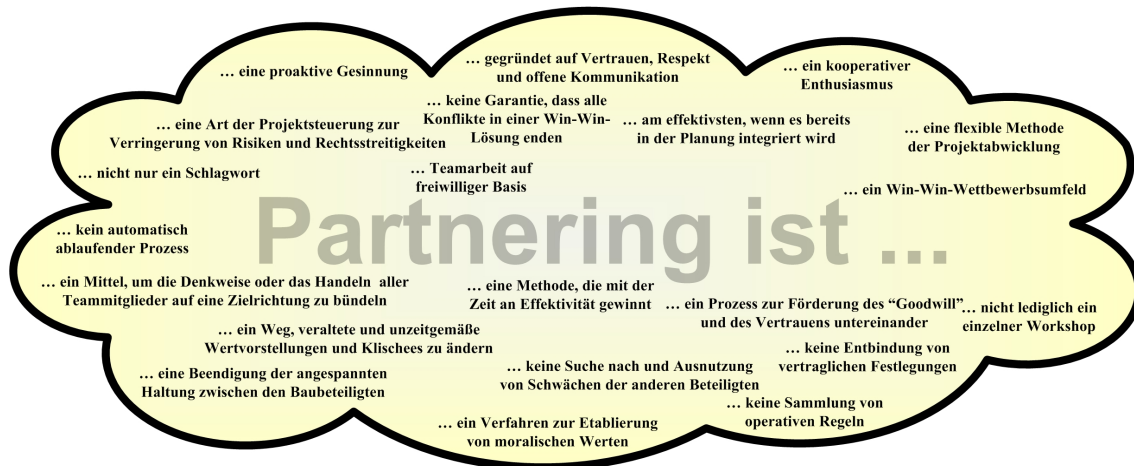 Partnering ist ...
... eine proaktive Gesinnung
... gegründet auf Vertrauen, Respekt
und offene Kommunikation
... ein kooperativer
Enthusiasmus
... eine Art der Projektsteuerung zur
Verringerung von Risiken und Rechtsstreitigkeiten
... keine Garantie, dass alle
Konflikte in einer Win-Win-
Lösung enden
... am effektivsten, wenn es bereits
in der Planung integriert wird
... eine flexible Methode
der Projektabwicklung
... nicht nur ein Schlagwort
... Teamarbeit auf
freiwilliger Basis
... ein Win-Win-Wettbewerbsumfeld
... kein automatisch
ablaufender Prozess
... ein Mittel, um die Denkweise oder das Handeln aller
Teammitglieder auf eine Zielrichtung zu bündeln
... eine Methode, die mit der
Zeit an Effektivität gewinnt
... ein Prozess zur Förderung des “Goodwill”
und des Vertrauens untereinander
... nicht lediglich ein
einzelner Workshop
... ein Weg, veraltete und unzeitgemäße
Wertvorstellungen und Klischees zu ändern
... keine Entbindung von
vertraglichen Festlegungen
... eine Beendigung der angespannten
Haltung zwischen den Baubeteiligten
... keine Suche nach und Ausnutzung
von Schwächen der anderen Beteiligten
... keine Sammlung von
operativen Regeln
... ein Verfahren zur Etablierung
von moralischen Werten